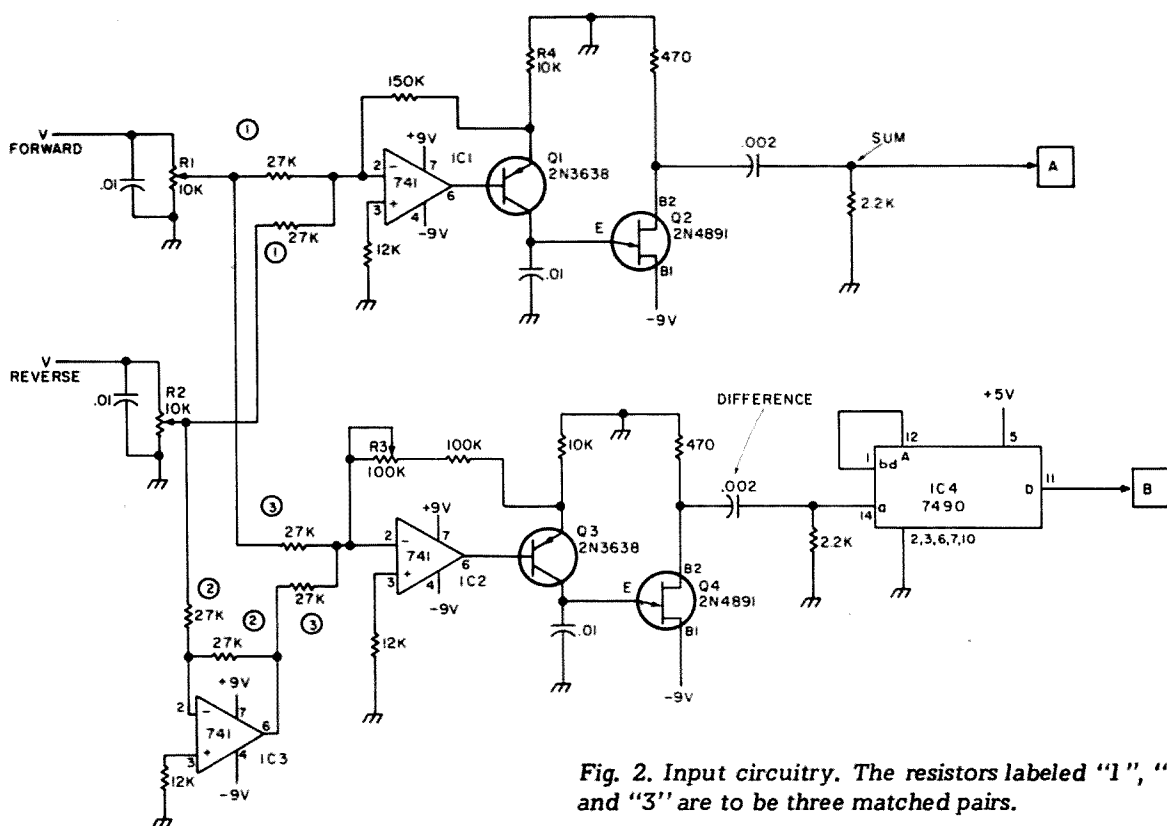 R4
10K
470
150K
V
FORWARD
.01
R1
10K
①
27K
27K
①
+9V
2
-
7
IC1
741
6
3
+
4
-9V
12K
Q1
2N3638
E
.01
B2
Q2
2N4891
B1
-9V
.002
SUM
2.2K
A
V
REVERSE
.01
R2
10K
R3
100K
100K
10K
470
DIFFERENCE
.002
+5V
12
5
1
bd
A
IC4
7490
D
11
B
14
a
2.2K
2,3,6,7,10
③
27K
27K
③
+9V
2
-
7
741
6
3
+
4
IC2
-9V
12K
Q3
2N3638
E
.01
B2
Q4
2N4891
B1
-9V
②
27K
②
27K
+9V
2
-
7
741
6
3
+
4
IC3
12K
-9V
Fig. 2. Input circuitry. The resistors labeled “1”, “
and “3” are to be three matched pairs.